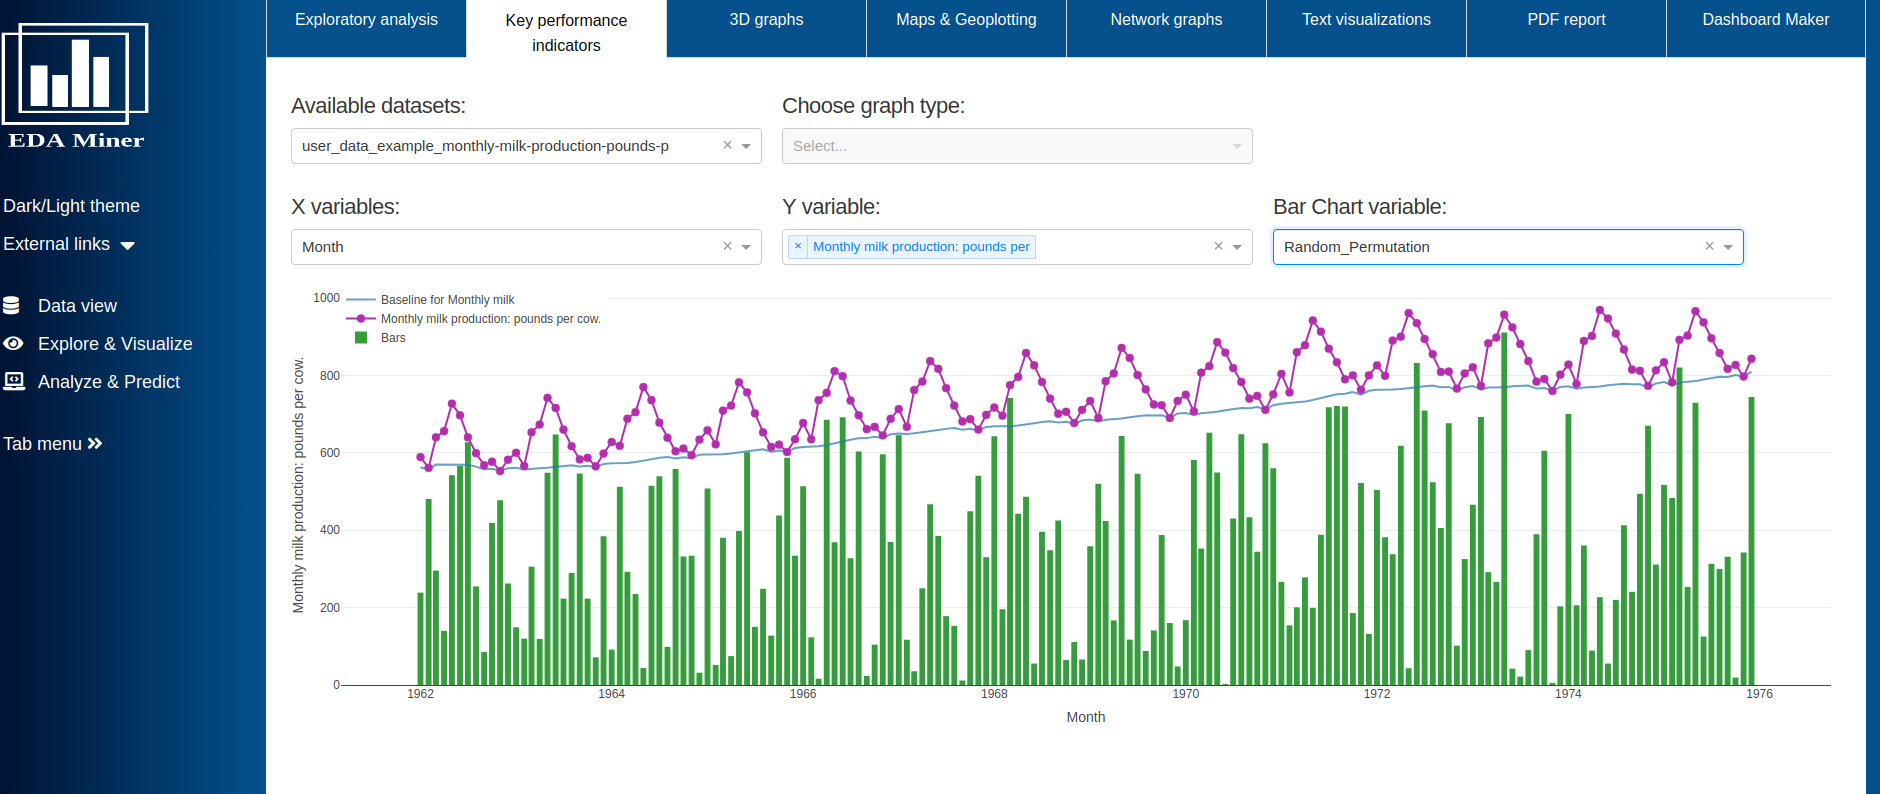 Exploratory analysis
Key performance
indicators
3D graphs
Maps & Geoplotting
Network graphs
Text visualizations
PDF report
Dashboard Maker
EDA Miner
Dark/Light theme
External links
Data view
Explore & Visualize
Analyze & Predict
Tab menu
Available datasets:
Choose graph type:
user_data_example_monthly-milk-production-pounds-p
×
Select...
X variables:
Y variable:
Bar Chart variable:
Month
×
× Monthly milk production: pounds per
×
Random_Permutation
×
Baseline for Monthly milk
Monthly milk production: pounds per cow.
Bars
1000
800
600
400
200
0
Monthly milk production: pounds per cow.
1962
1964
1966
1968
1970
1972
1974
1976
Month